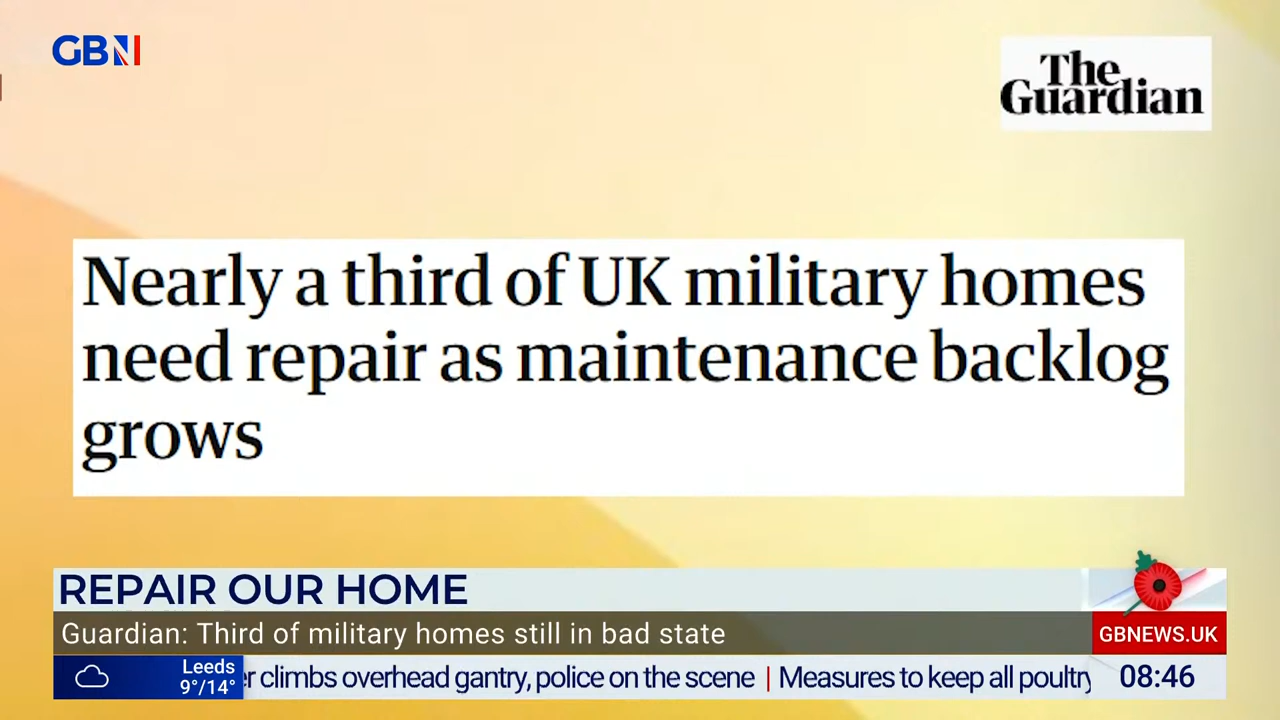 GBN
The
Guardian
Nearly a third of UK military homes
need repair as maintenance backlog
grows
REPAIR OUR HOME
Guardian: Third of military homes still in bad state
GBNEWS.UK
Leeds
9°/14°
climbs overhead gantry, police on the scene | Measures to keep all poultry
08:46